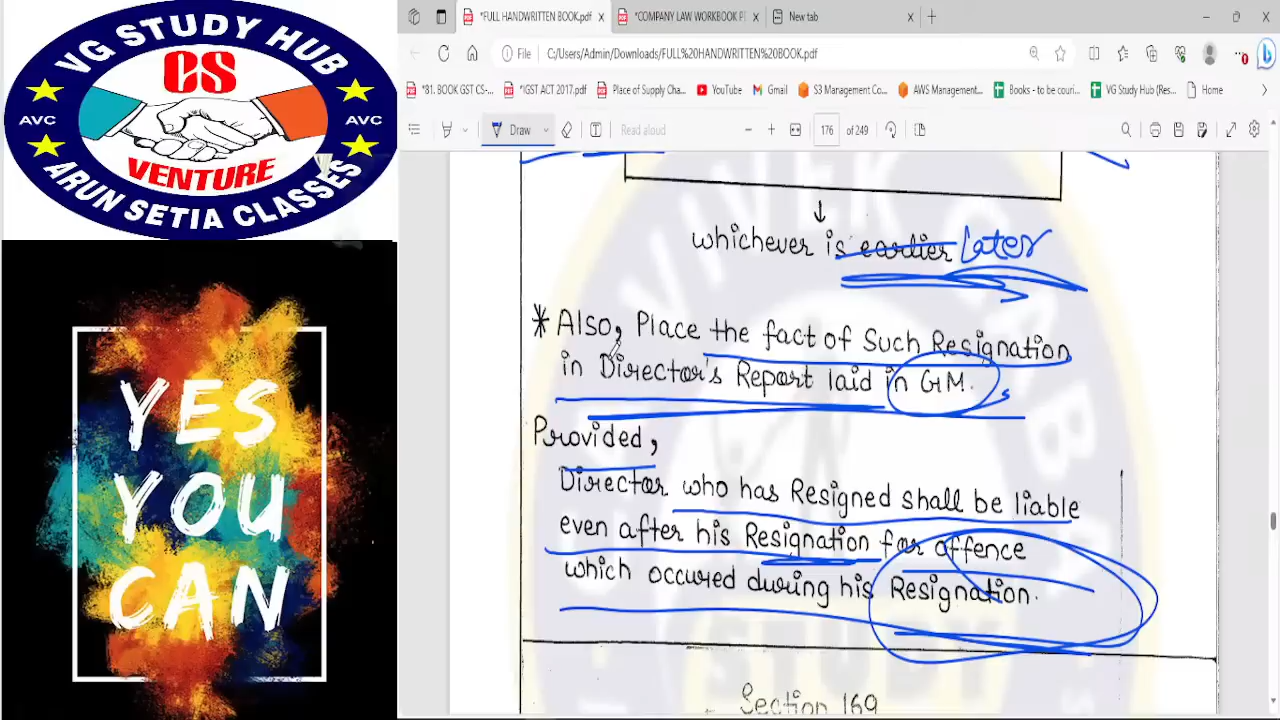 VG STUDY HUB
CS
AVC
AVC
VENTURE
ARUN SETIA CLASSES
YES
YOU
CAN
*FULL HANDWRITTEN BOOK.pdf
*COMPANY LAW WORKBOOK P
New tab
File
C:/Users/Admin/Downloads/FULL%20HANDWRITTEN%20BOOK.pdf
*81. BOOK GST CS-...
*IGST ACT 2017.pdf
Place of Supply Cha...
YouTube
Gmail
S3 Management Co...
AWS Management...
Books - to be couri...
VG Study Hub (Res...
Home
Draw
Read aloud
176
of 249
whichever is earlier Later
* Also, Place the fact of Such Resignation
in Director's Report laid in GM.
Provided,
Director who has Resigned shall be liable
even after his Resignation for offence
which occured during his Resignation.
Section 169